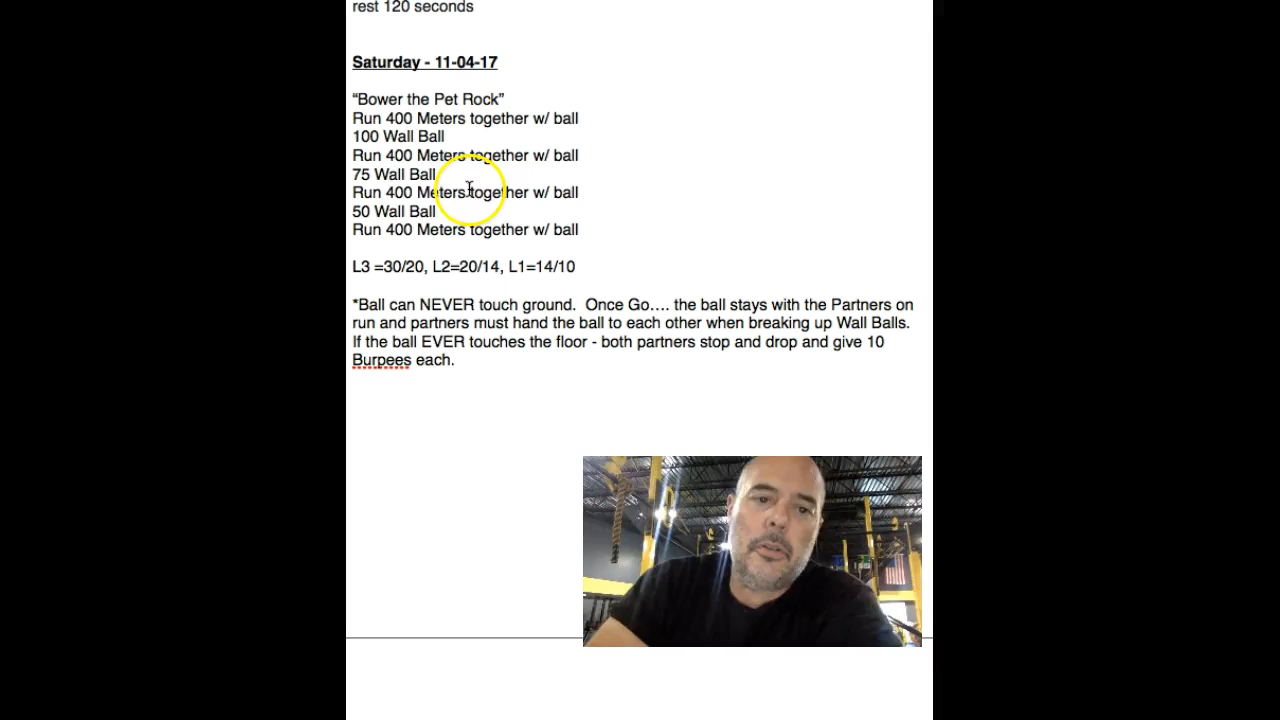 rest 120 seconds
Saturday - 11-04-17
“Bower the Pet Rock”
Run 400 Meters together w/ ball
100 Wall Ball
Run 400 Meters together w/ ball
75 Wall Ball
Run 400 Meters together w/ ball
50 Wall Ball
Run 400 Meters together w/ ball
L3 =30/20, L2=20/14, L1=14/10
*Ball can NEVER touch ground.  Once Go…. the ball stays with the Partners on
run and partners must hand the ball to each other when breaking up Wall Balls.
If the ball EVER touches the floor - both partners stop and drop and give 10
Burpees each.